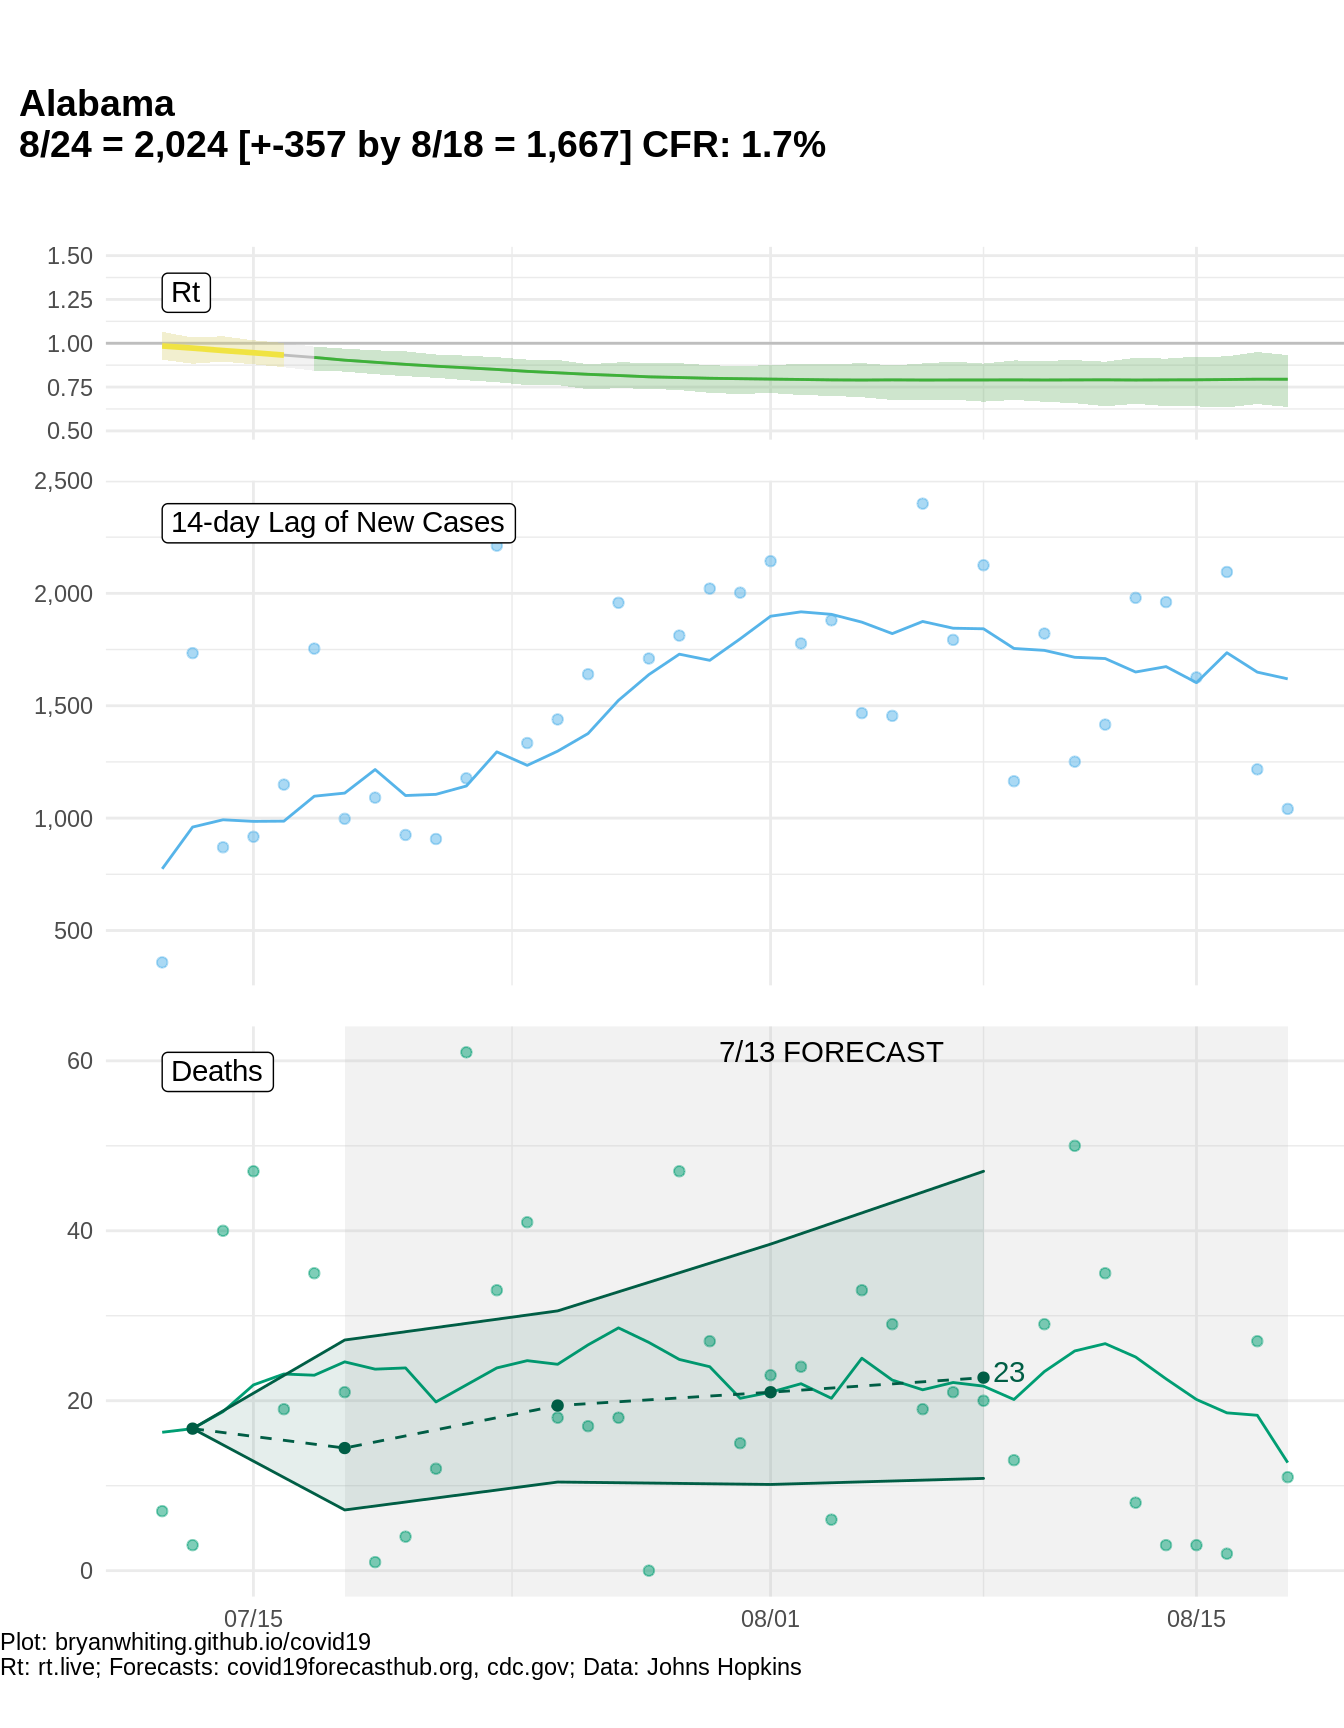 Alabama
8/24 = 2,024 [+-357 by 8/18 = 1,667] CFR: 1.7%
1.50
Rt
1.25
1.00
0.75
0.50
2,500
14-day Lag of New Cases
2,000
1,500
1,000
500
7/13 FORECAST
60
Deaths
40
23
20
0
07/15 08/01 08/15
Plot: bryanwhiting.github.io/covid19
Rt: rt.live; Forecasts: covid19forecasthub.org, cdc.gov; Data: Johns Hopkins